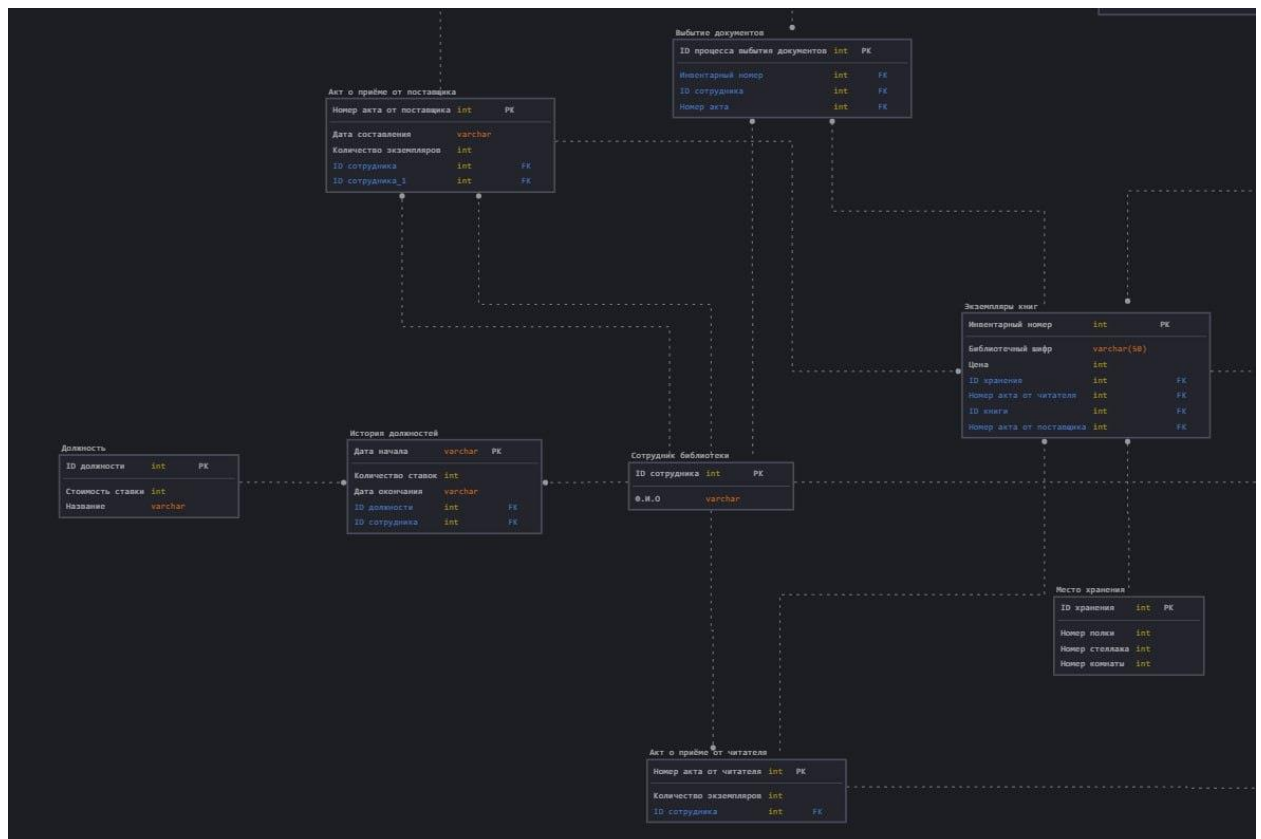 Выбытие документов
ID процесса выбытия документов int PK
Инвентарный номер int FK
ID сотрудника int FK
Номер акта int FK
Акт о приёме от поставщика
Номер акта от поставщика int PK
Дата составления varchar
Количество экземпляров int
ID сотрудника int FK
ID сотрудника_1 int FK
Экземпляры книг
Инвентарный номер int PK
Библиотечный шифр varchar(50)
Цена int
ID хранения int FK
Номер акта от читателя int FK
ID книги int FK
Номер акта от поставщика int FK
Должность
ID должности int PK
Стоимость ставки int
Название varchar
История должностей
Дата начала varchar PK
Количество ставок int
Дата окончания varchar
ID должности int FK
ID сотрудника int FK
Сотрудник библиотеки
ID сотрудника int PK
Ф.И.О varchar
Место хранения
ID хранения int PK
Номер полки int
Номер стеллажа int
Номер комнаты int
Акт о приёме от читателя
Номер акта от читателя int PK
Количество экземпляров int
ID сотрудника int FK